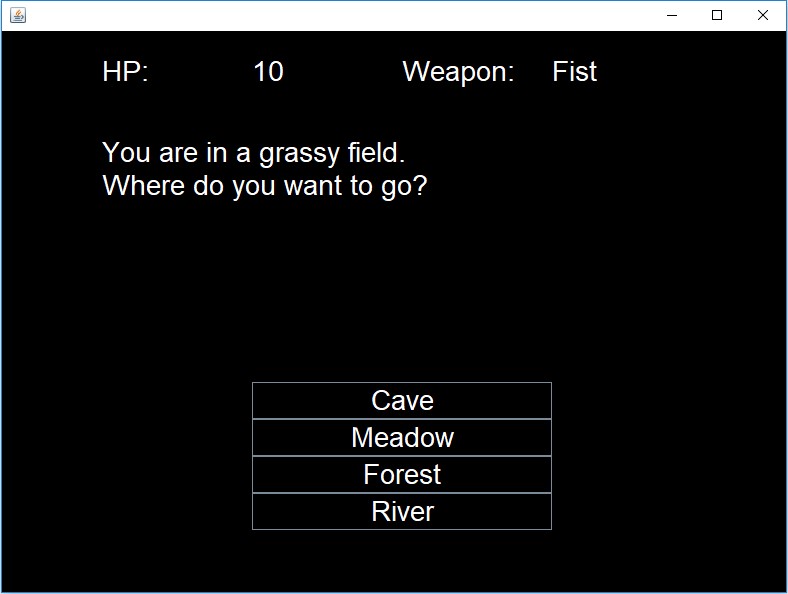 HP: 10 Weapon: Fist
You are in a grassy field.
Where do you want to go?
Cave
Meadow
Forest
River